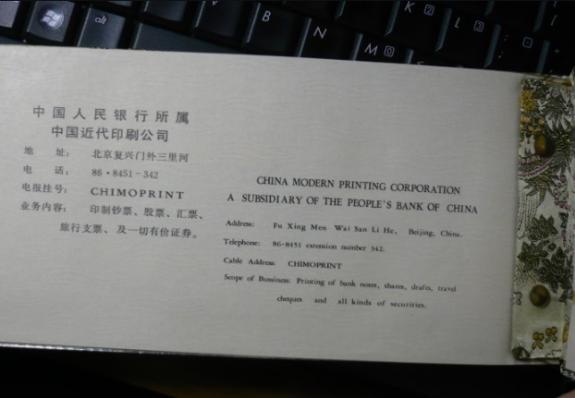 K
L
B
N
M
中国人民银行所属
中国近代印刷公司
地 址： 北京复兴门外三里河
电 话： 86·8451-342
电报挂号： CHIMOPRINT
业务内容： 印制钞票、股票、汇票、
旅行支票、及一切有价证券。
CHINA MODERN PRINTING CORPORATION
A SUBSIDIARY OF THE PEOPLE'S BANK OF CHINA
Address: Fu Xing Men Wai San Li He, Beijing, China.
Telephone: 86-8451 extension number 342.
Cable Address: CHIMOPRINT
Scope of Bussiness: Printing of bank notes, shares, drafts, travel
cheques and all kinds of securities.